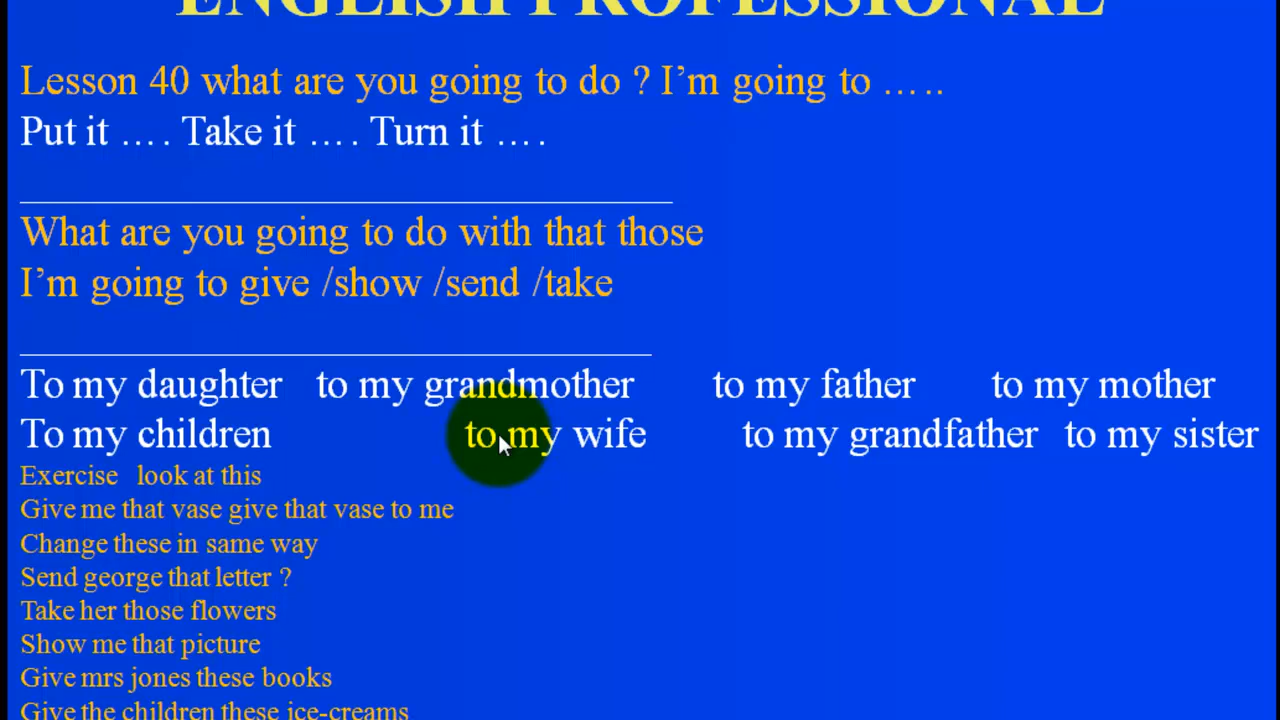 ENGLISH PROFESSIONAL
Lesson 40 what are you going to do ? I’m going to …..
Put it …. Take it …. Turn it ….
What are you going to do with that those
I’m going to give /show /send /take
To my daughter to my grandmother to my father to my mother
To my children to my wife to my grandfather to my sister
Exercise look at this
Give me that vase give that vase to me
Change these in same way
Send george that letter ?
Take her those flowers
Show me that picture
Give mrs jones these books
Give the children these ice-creams